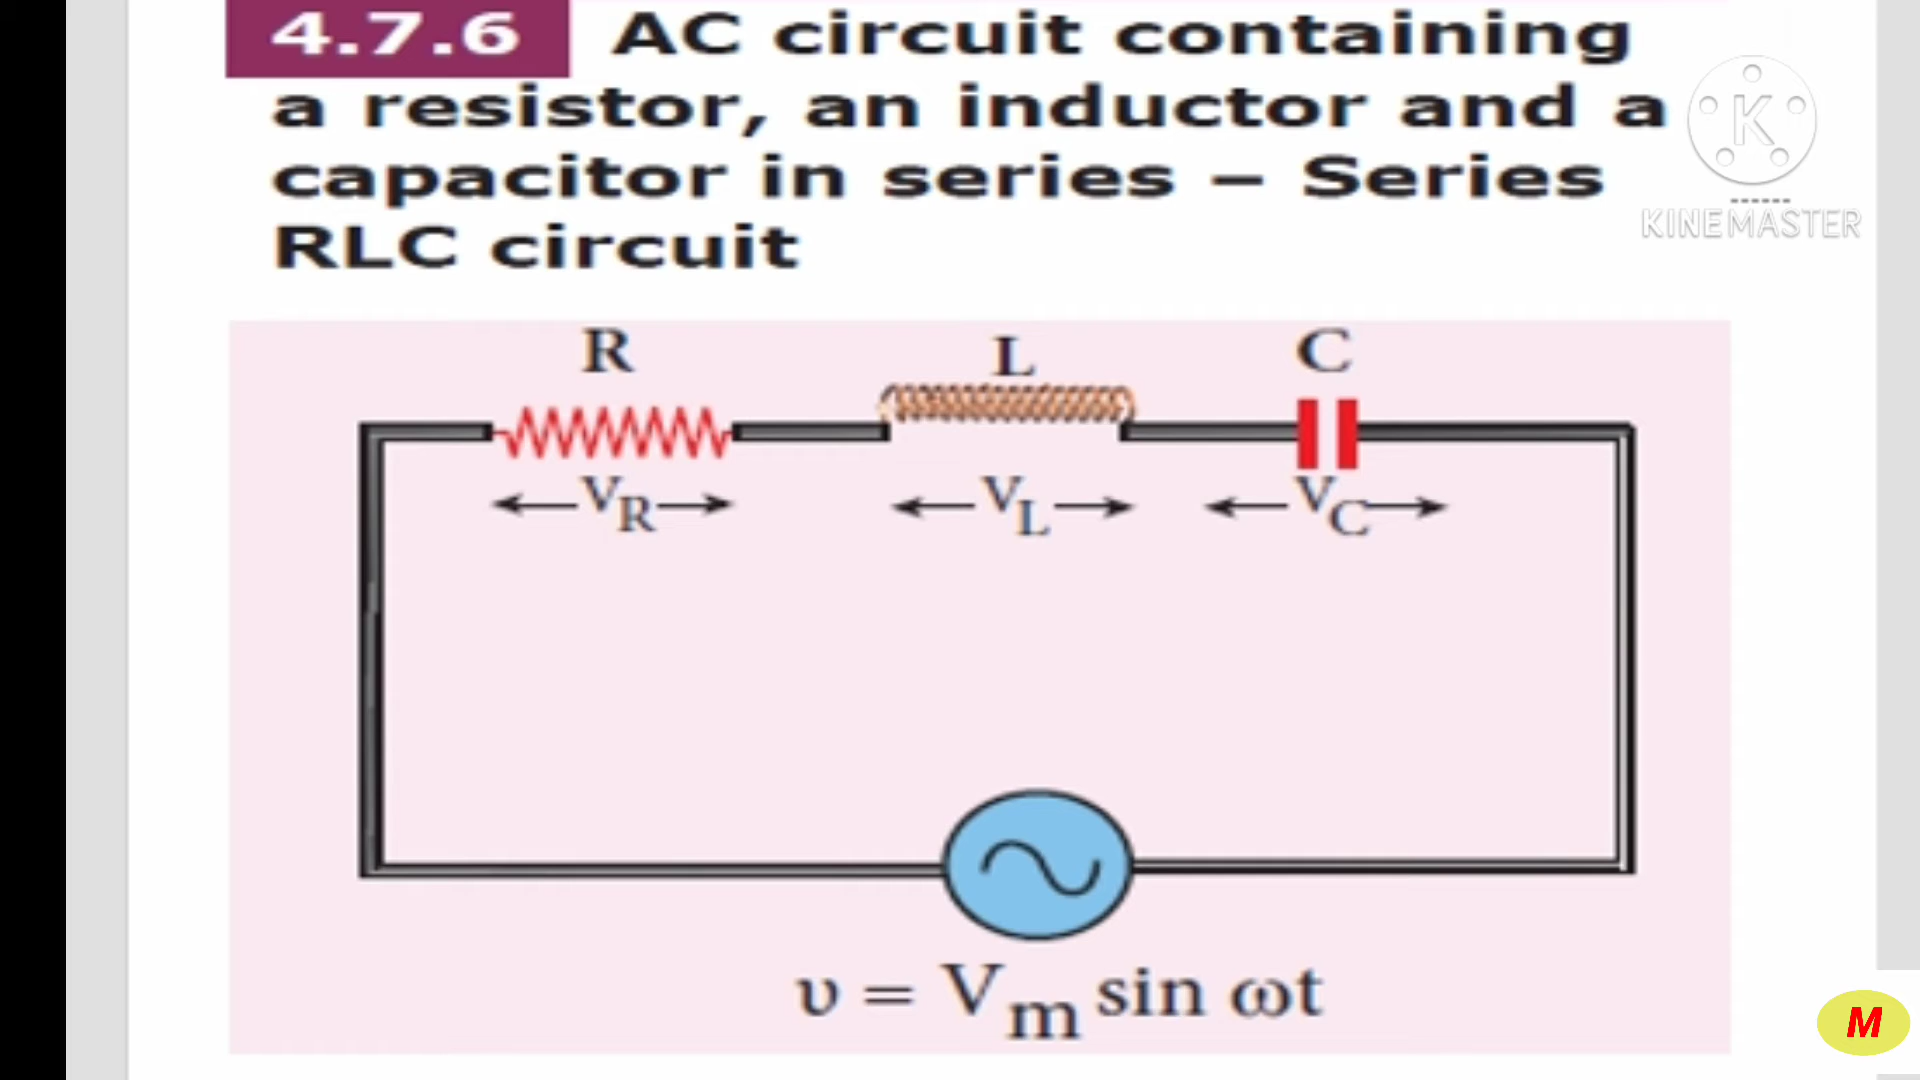 4.7.6 AC circuit containing
a resistor, an inductor and a
capacitor in series – Series
RLC circuit
K
KINEMASTER
R
L
C
V_R
V_L
V_C
υ = V_m sin ωt
M